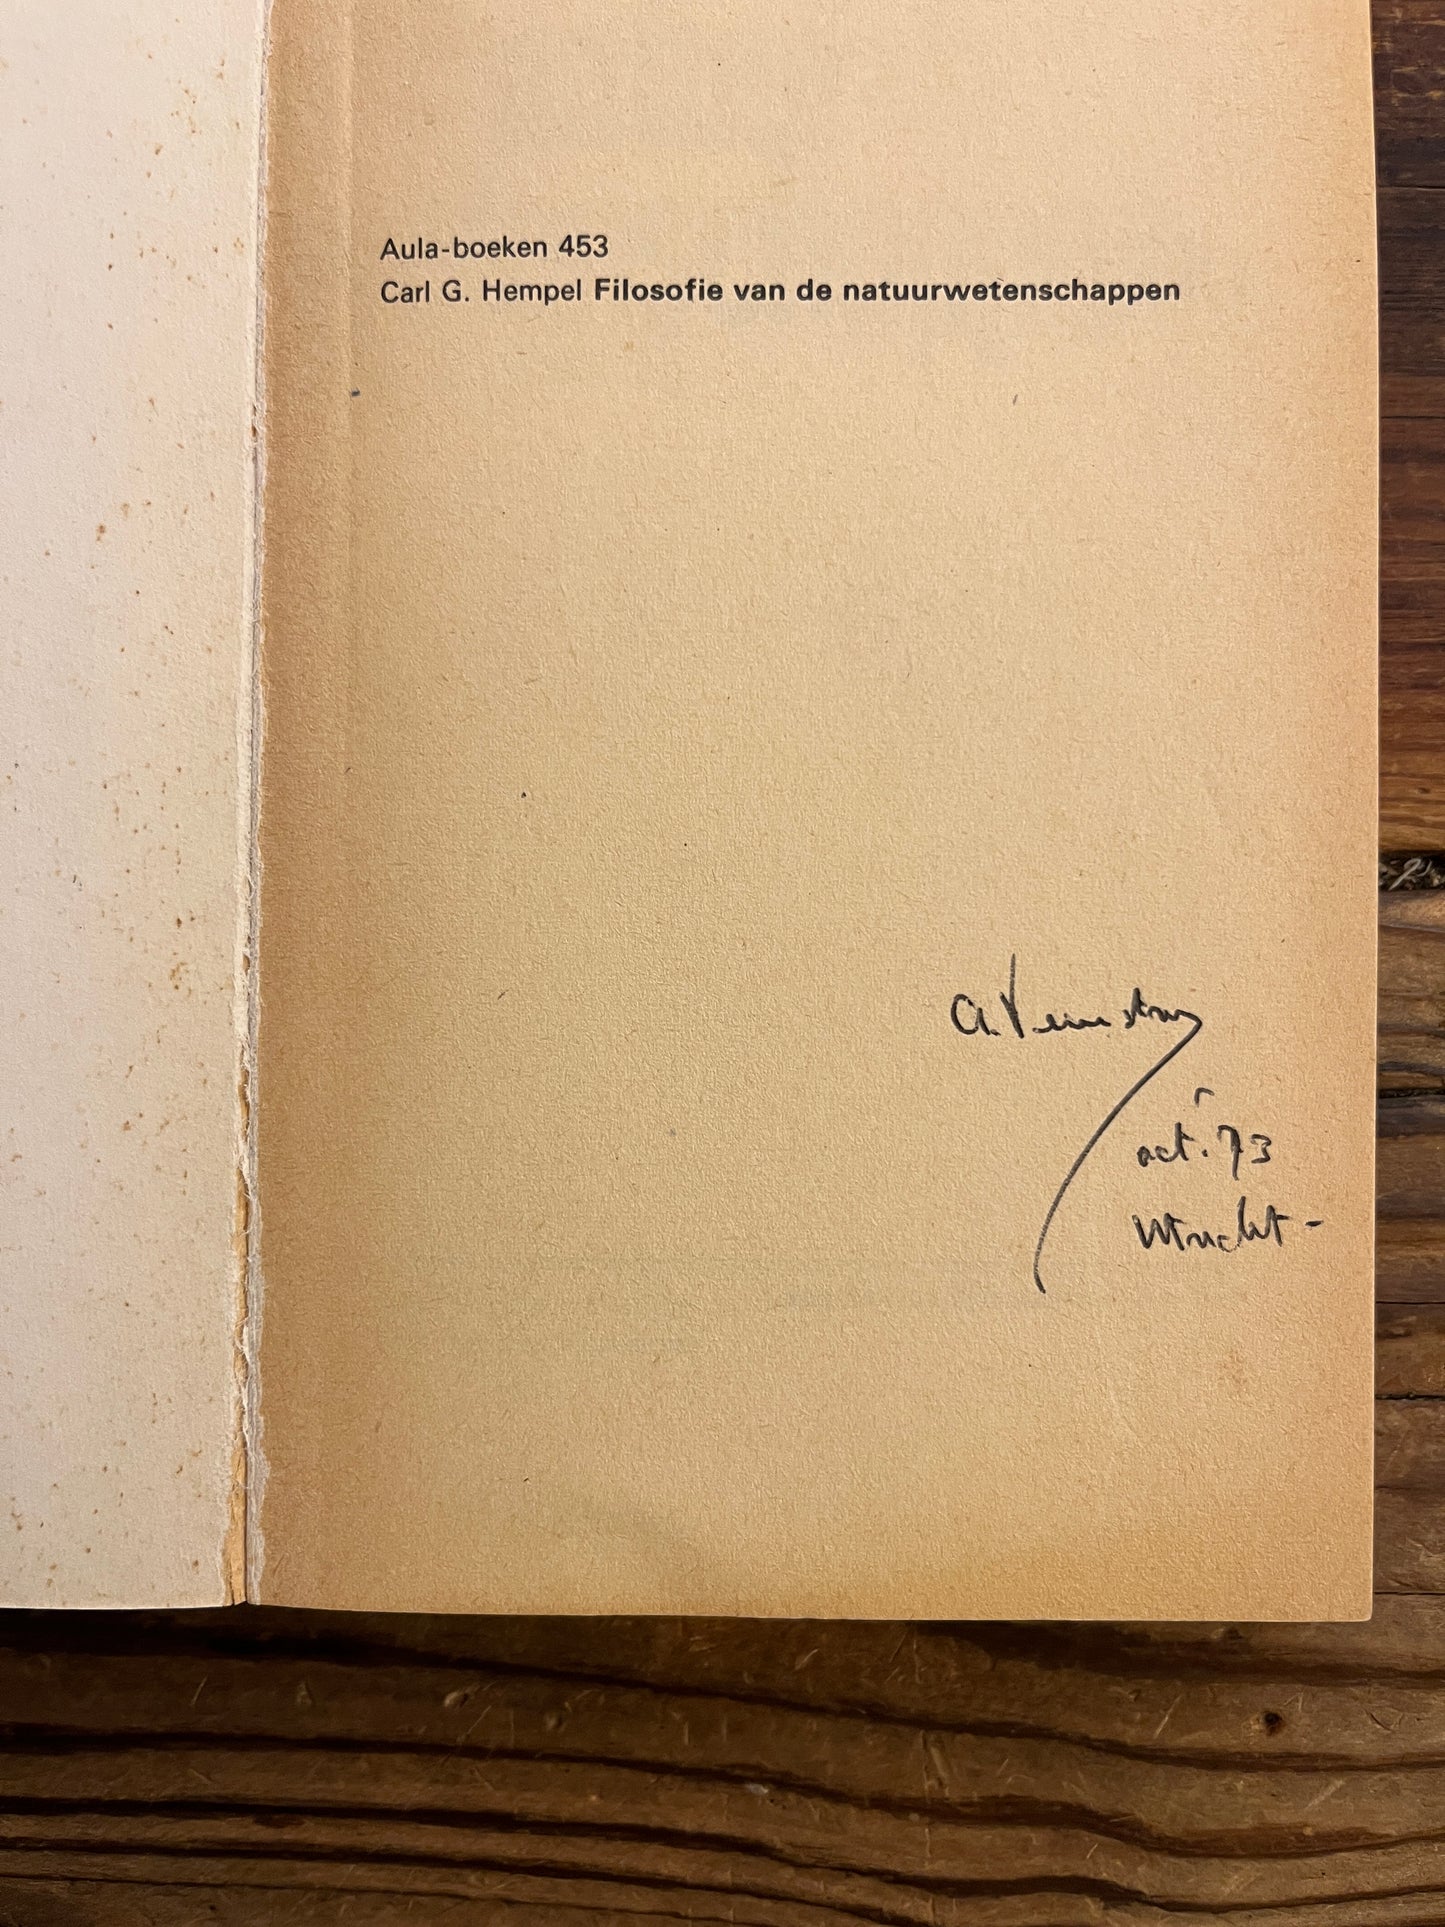 Aula-boeken 453
Carl G. Hempel Filosofie van de natuurwetenschappen
a.
oct. 73
Utrecht -